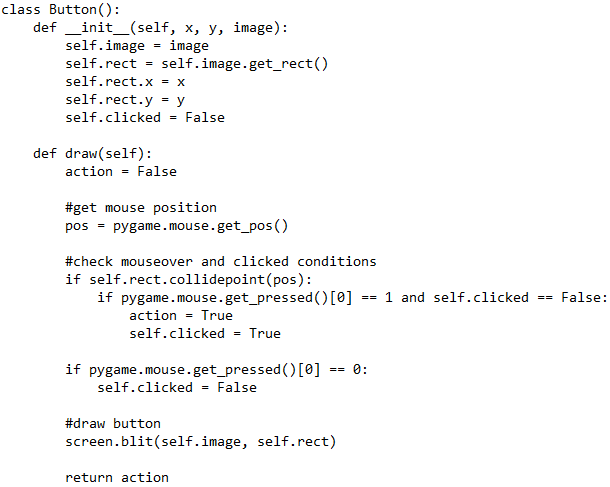 class Button():
    def __init__(self, x, y, image):
        self.image = image
        self.rect = self.image.get_rect()
        self.rect.x = x
        self.rect.y = y
        self.clicked = False

    def draw(self):
        action = False

        #get mouse position
        pos = pygame.mouse.get_pos()

        #check mouseover and clicked conditions
        if self.rect.collidepoint(pos):
            if pygame.mouse.get_pressed()[0] == 1 and self.clicked == False:
                action = True
                self.clicked = True

        if pygame.mouse.get_pressed()[0] == 0:
            self.clicked = False

        #draw button
        screen.blit(self.image, self.rect)

        return action